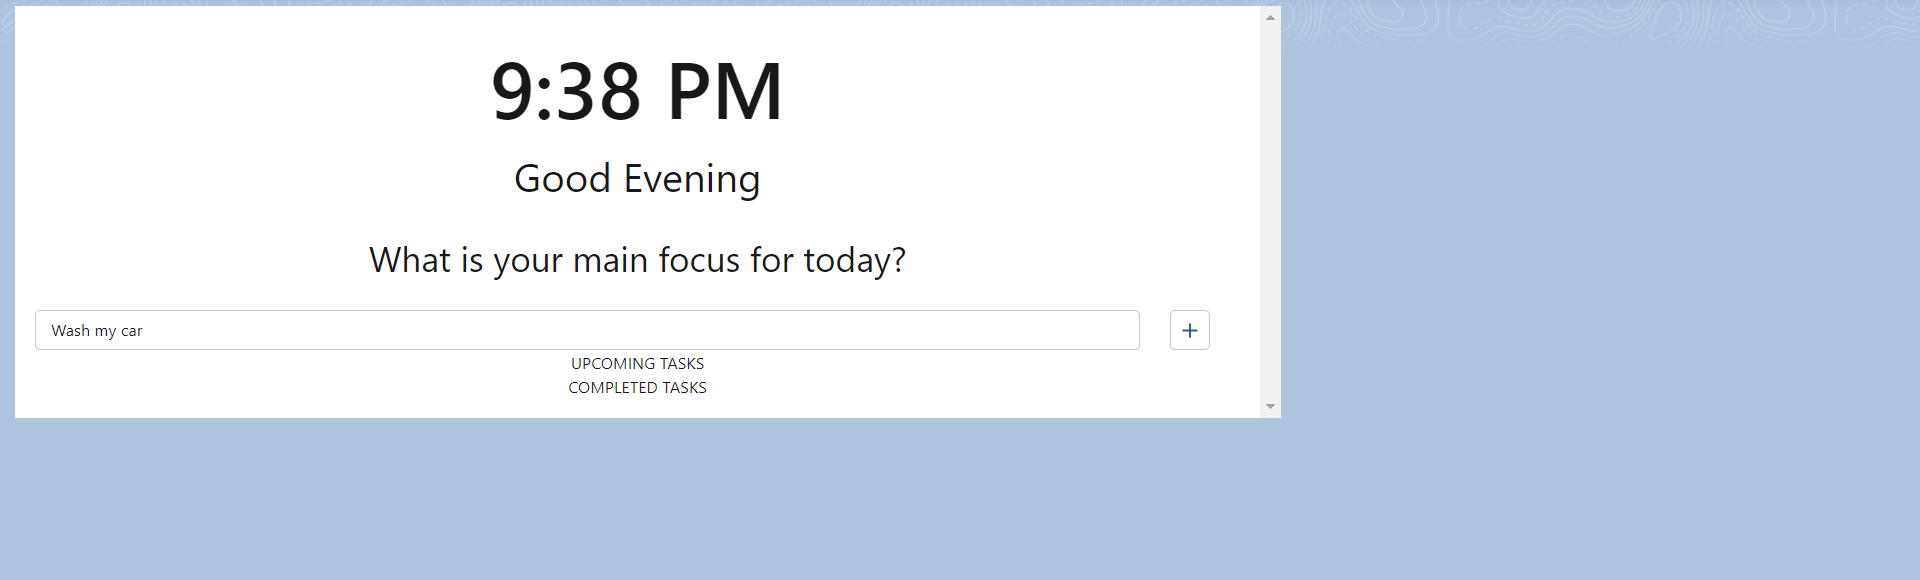 9:38 PM
Good Evening
What is your main focus for today?
Wash my car
UPCOMING TASKS
COMPLETED TASKS